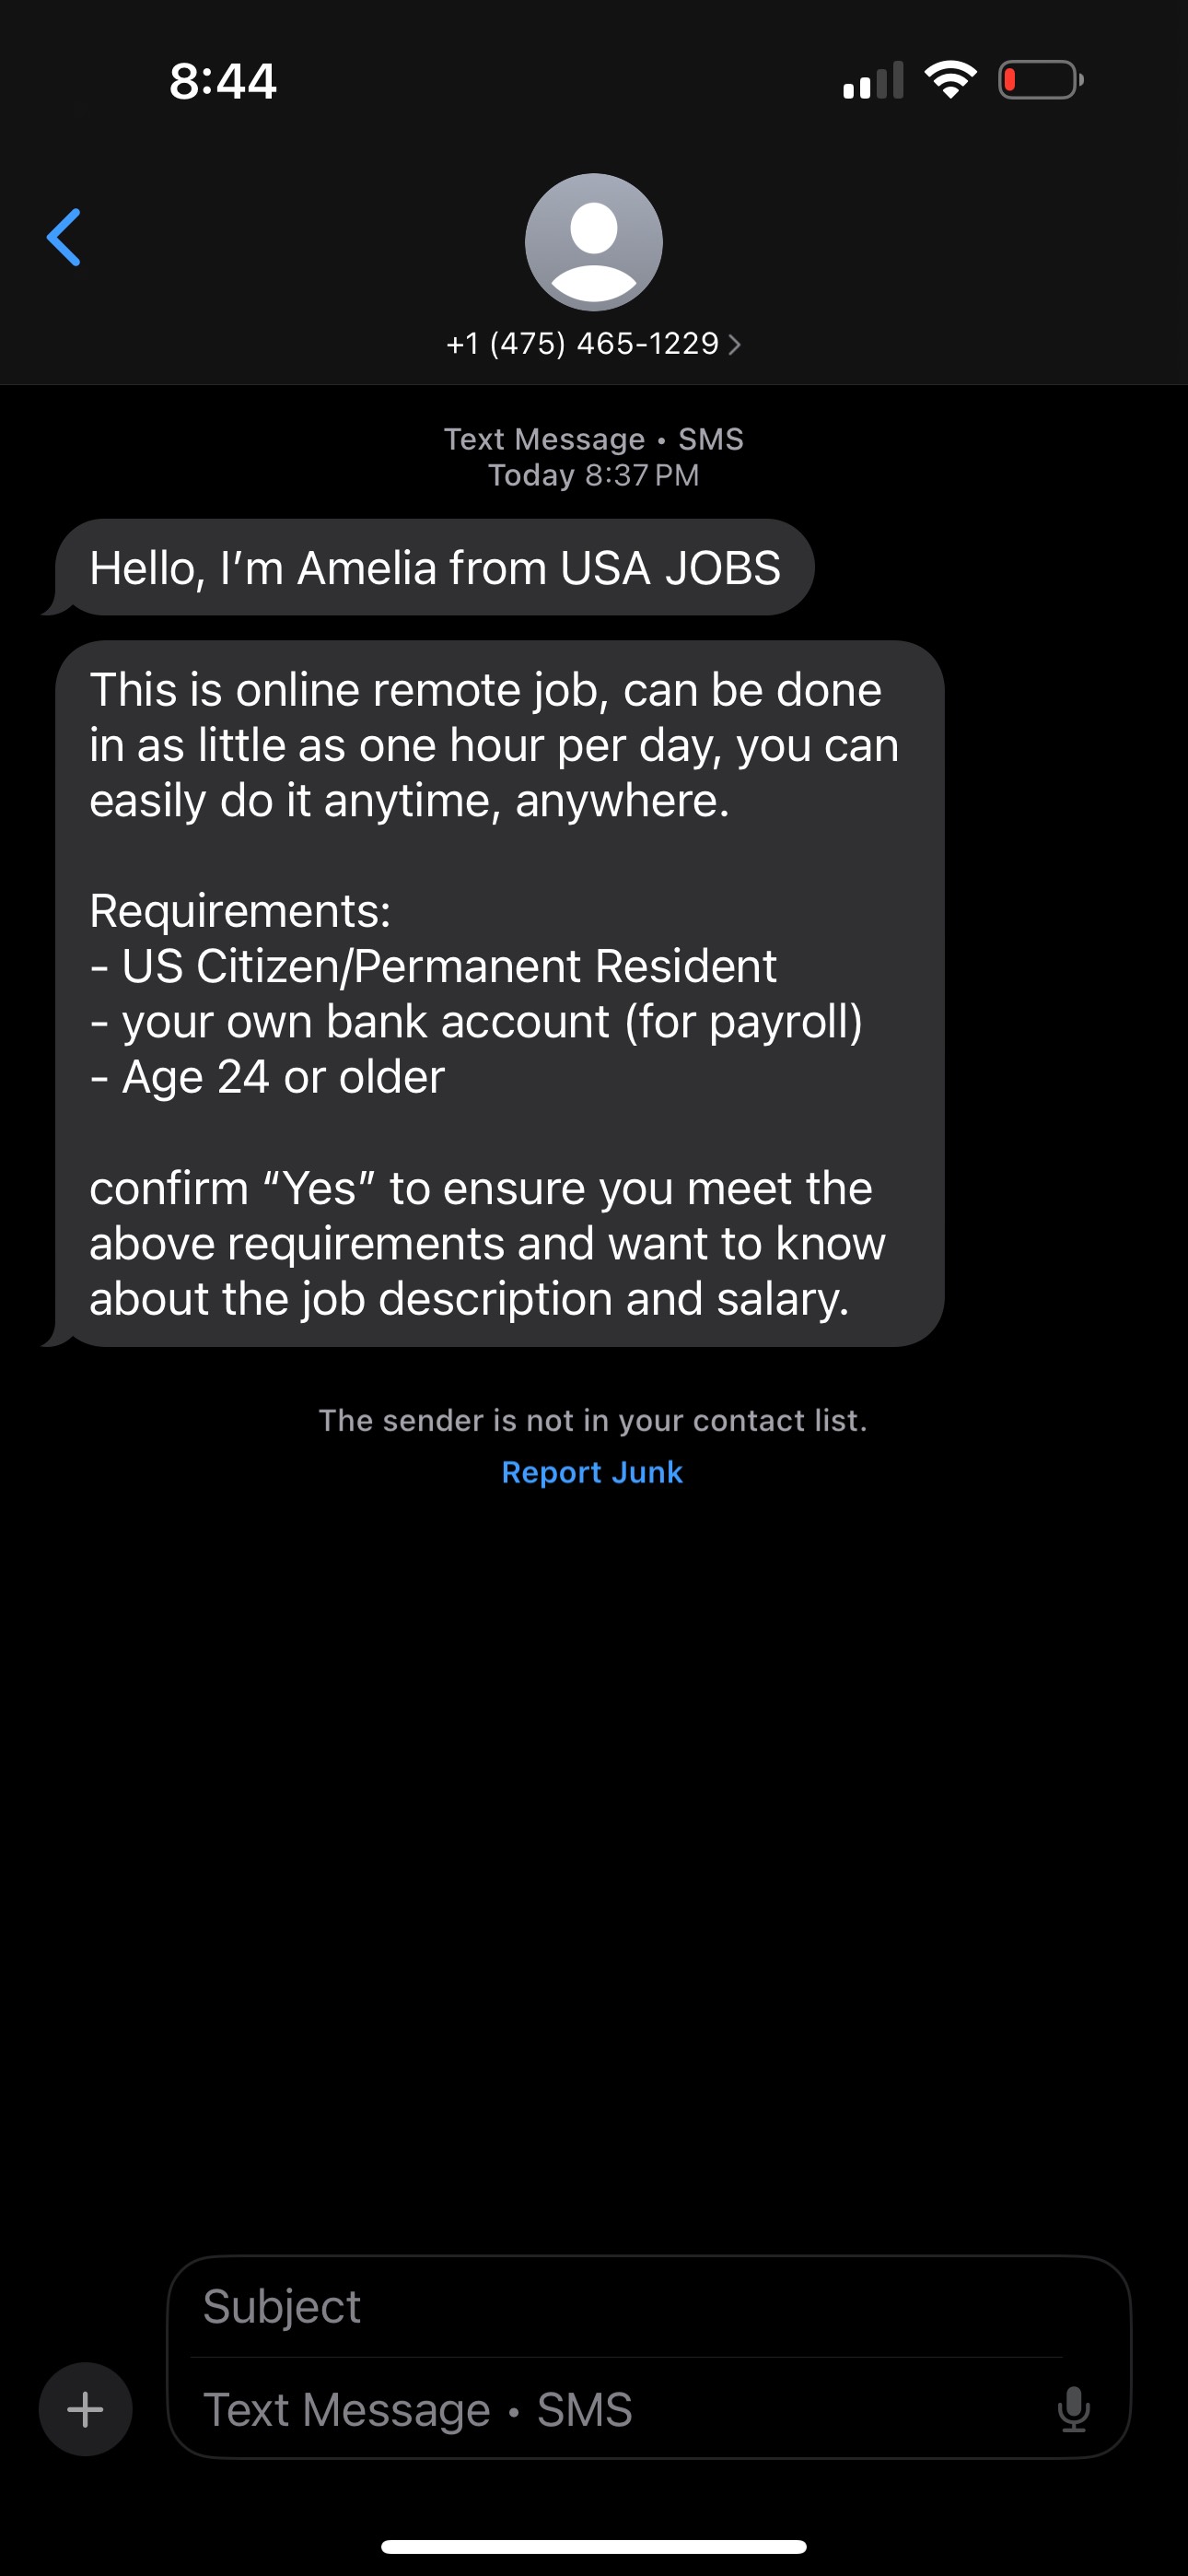 8:44
+1 (475) 465-1229
Text Message • SMS
Today 8:37 PM
Hello, I’m Amelia from USA JOBS
This is online remote job, can be done
in as little as one hour per day, you can
easily do it anytime, anywhere.
Requirements:
- US Citizen/Permanent Resident
- your own bank account (for payroll)
- Age 24 or older
confirm “Yes” to ensure you meet the
above requirements and want to know
about the job description and salary.
The sender is not in your contact list.
Report Junk
Subject
Text Message • SMS